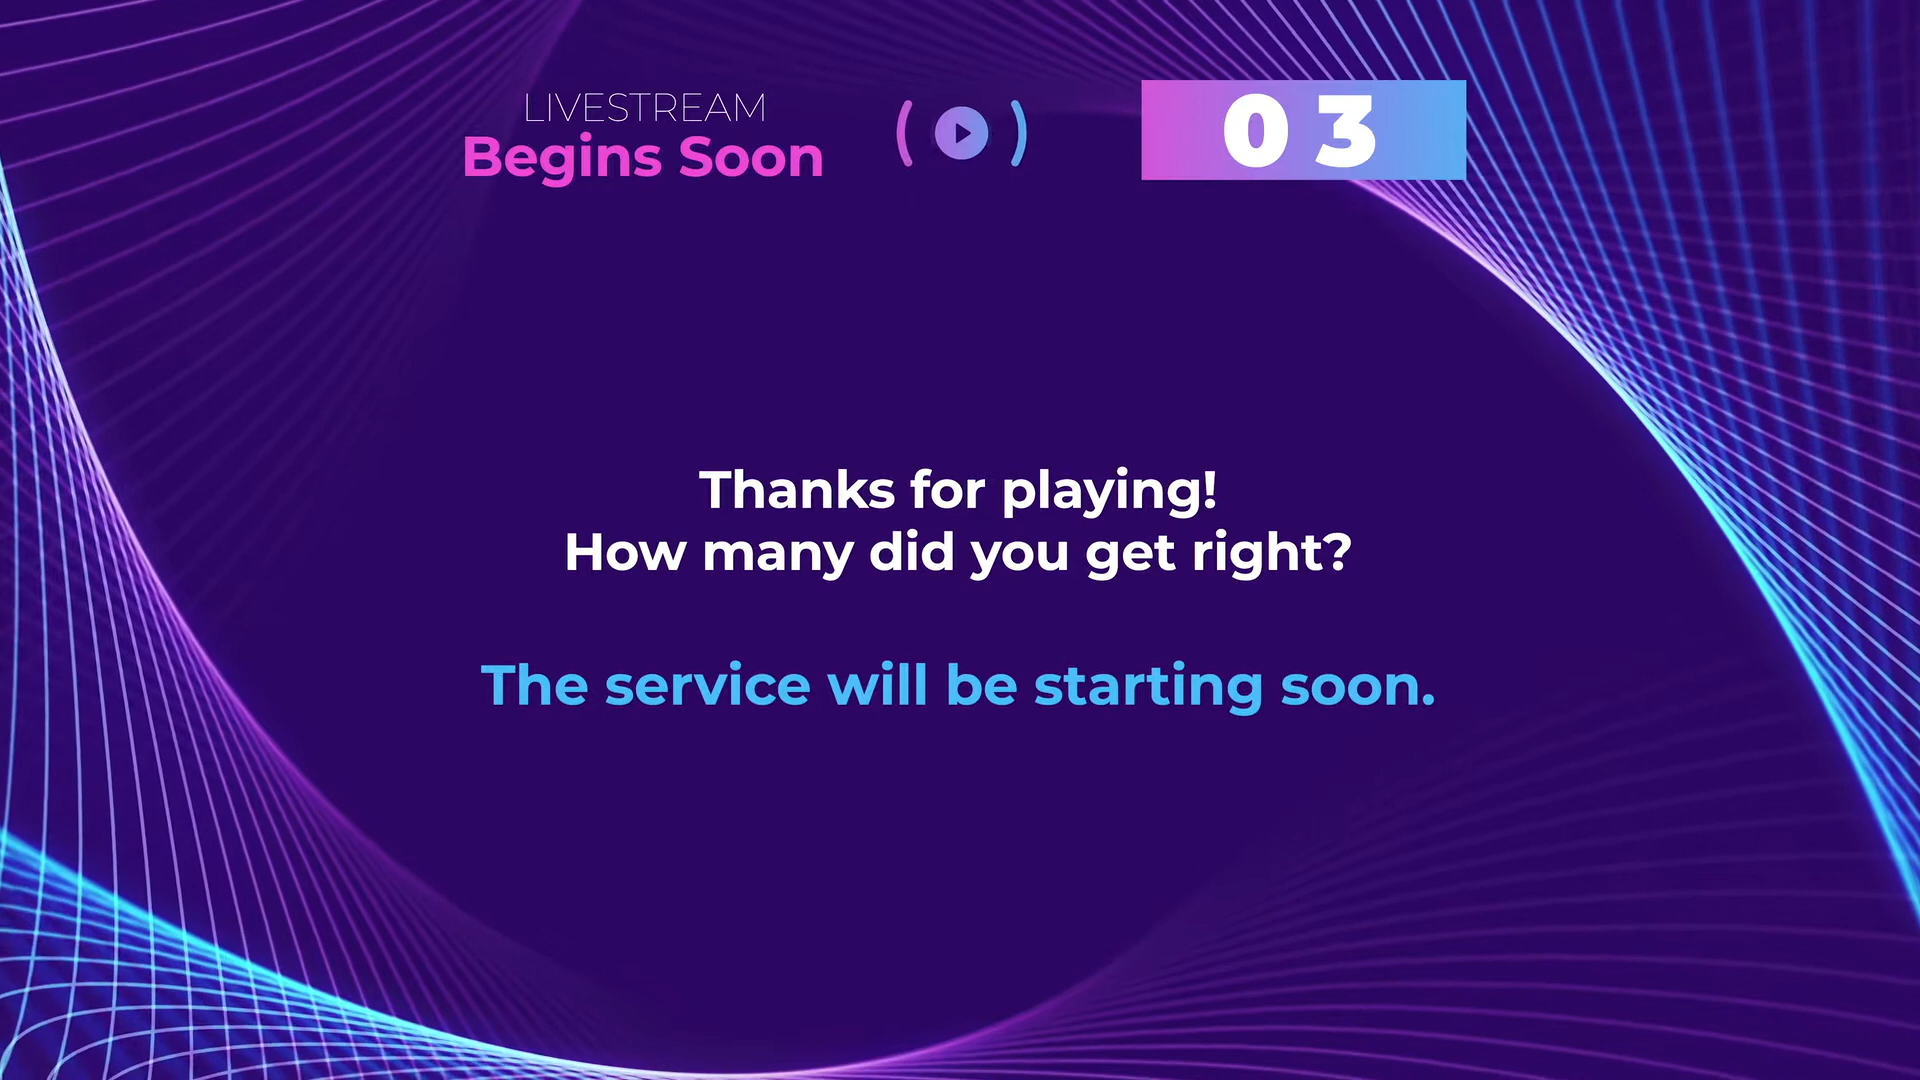 LIVESTREAM
Begins Soon
03
Thanks for playing!
How many did you get right?
The service will be starting soon.